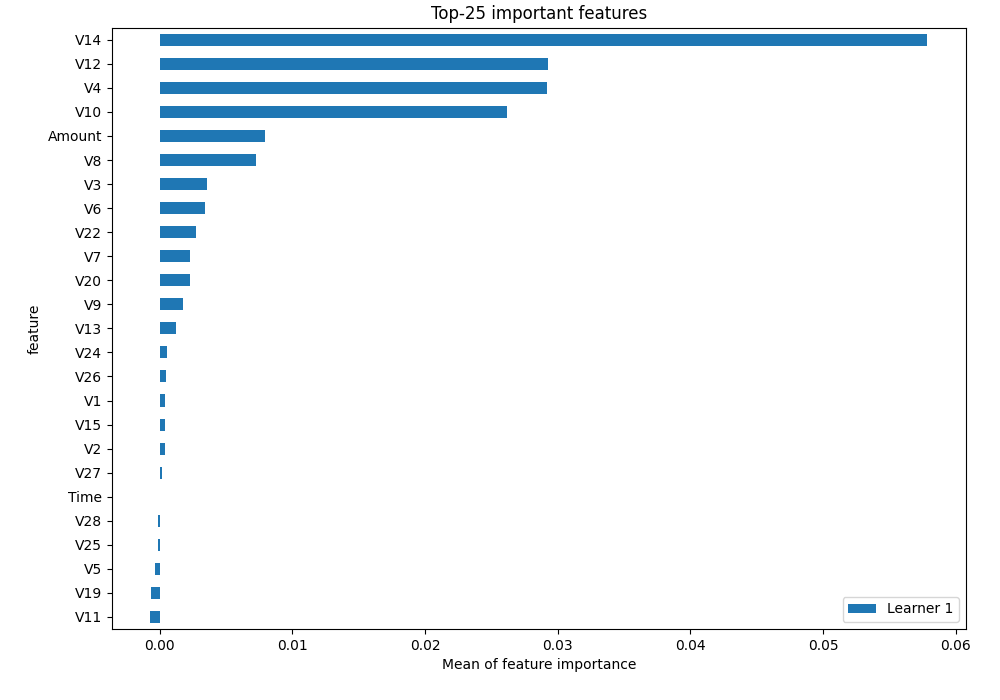 Top-25 important features
V14
V12
V4
V10
Amount
V8
V3
V6
V22
V7
V20
V9
V13
V24
V26
V1
V15
V2
V27
Time
V28
V25
V5
V19
V11
feature
Learner 1
0.00 0.01 0.02 0.03 0.04 0.05 0.06
Mean of feature importance